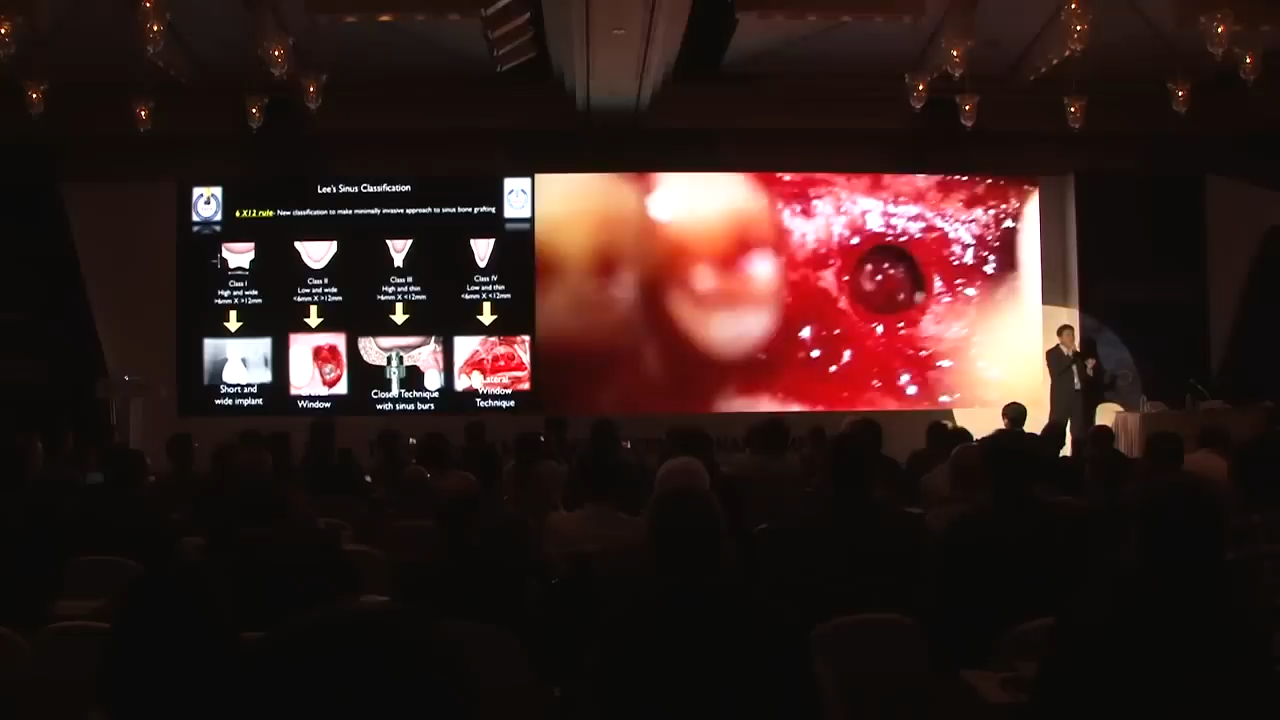 Lee's Sinus Classification
6 X12 rule- New classification to make minimally invasive approach to sinus bone grafting
Class I
High and wide
>6mm X >12mm
Class II
Low and wide
<6mm X >12mm
Class III
High and thin
>6mm X <12mm
Class IV
Low and thin
<6mm X <12mm
Short and
wide implant
Window
Closed Technique
with sinus burs
Lateral
Window
Technique